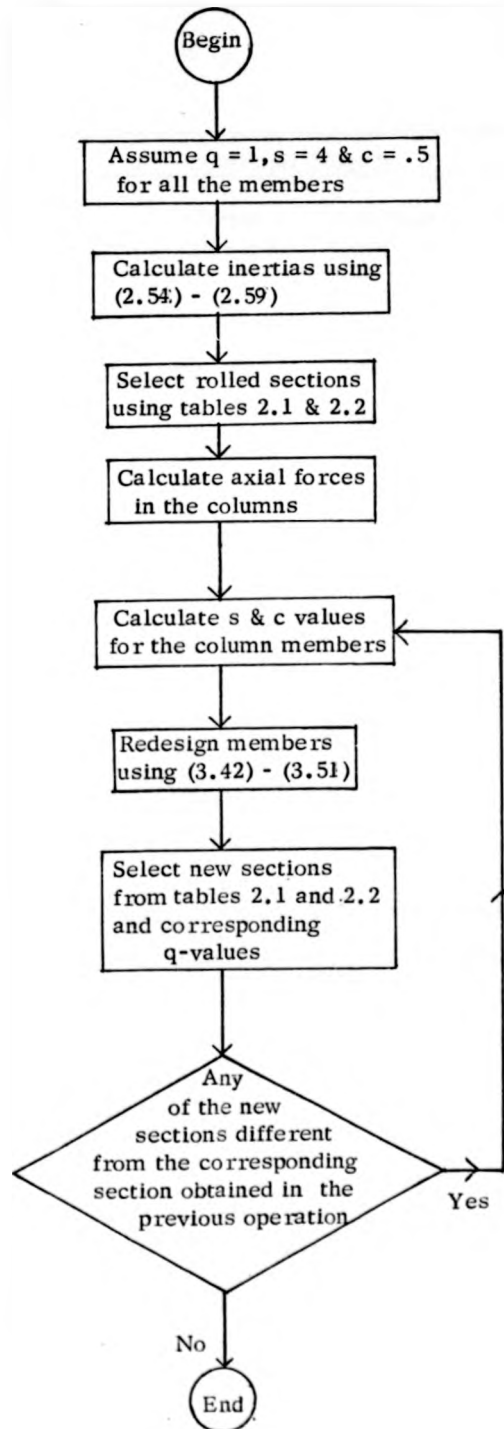 Begin
Assume q = 1, s = 4 & c = .5
for all the members
Calculate inertias using
(2.54) - (2.59)
Select rolled sections
using tables 2.1 & 2.2
Calculate axial forces
in the columns
Calculate s & c values
for the column members
Redesign members
using (3.42) - (3.51)
Select new sections
from tables 2.1 and 2.2
and corresponding
q-values
Any
of the new
sections different
from the corresponding
section obtained in the
previous operation
Yes
No
End